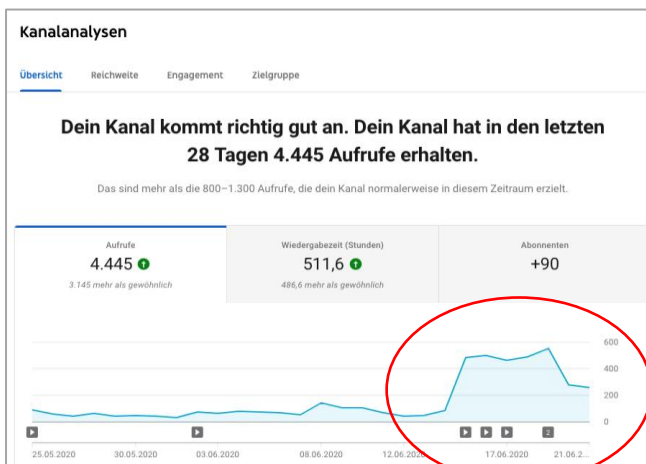 Kanalanalysen
Übersicht Reichweite Engagement Zielgruppe
Dein Kanal kommt richtig gut an. Dein Kanal hat in den letzten
28 Tagen 4.445 Aufrufe erhalten.
Das sind mehr als die 800–1.300 Aufrufe, die dein Kanal normalerweise in diesem Zeitraum erzielt.
Aufrufe Wiedergabezeit (Stunden) Abonnenten
4.445 511,6 +90
3.145 mehr als gewöhnlich 486,6 mehr als gewöhnlich
600
400
200
0
2
25.05.2020 30.05.2020 03.06.2020 08.06.2020 12.06.2020 17.06.2020 21.06.2...